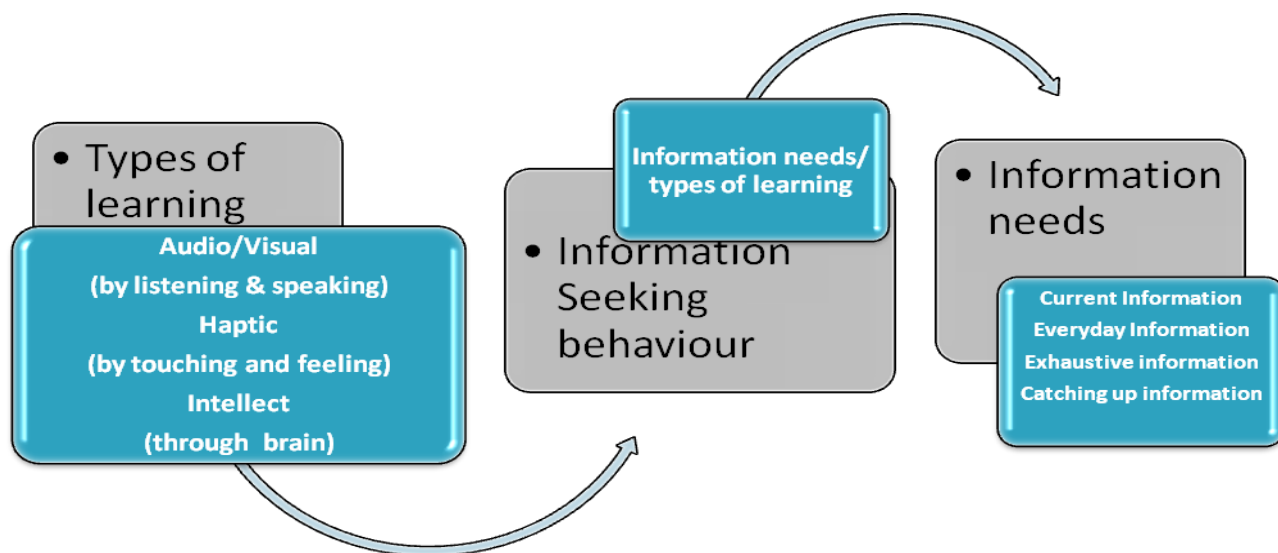 • Types of
learning
Audio/Visual
(by listening & speaking)
Haptic
(by touching and feeling)
Intellect
(through brain)
Information needs/
types of learning
• Information
Seeking
behaviour
• Information
needs
Current Information
Everyday Information
Exhaustive information
Catching up information